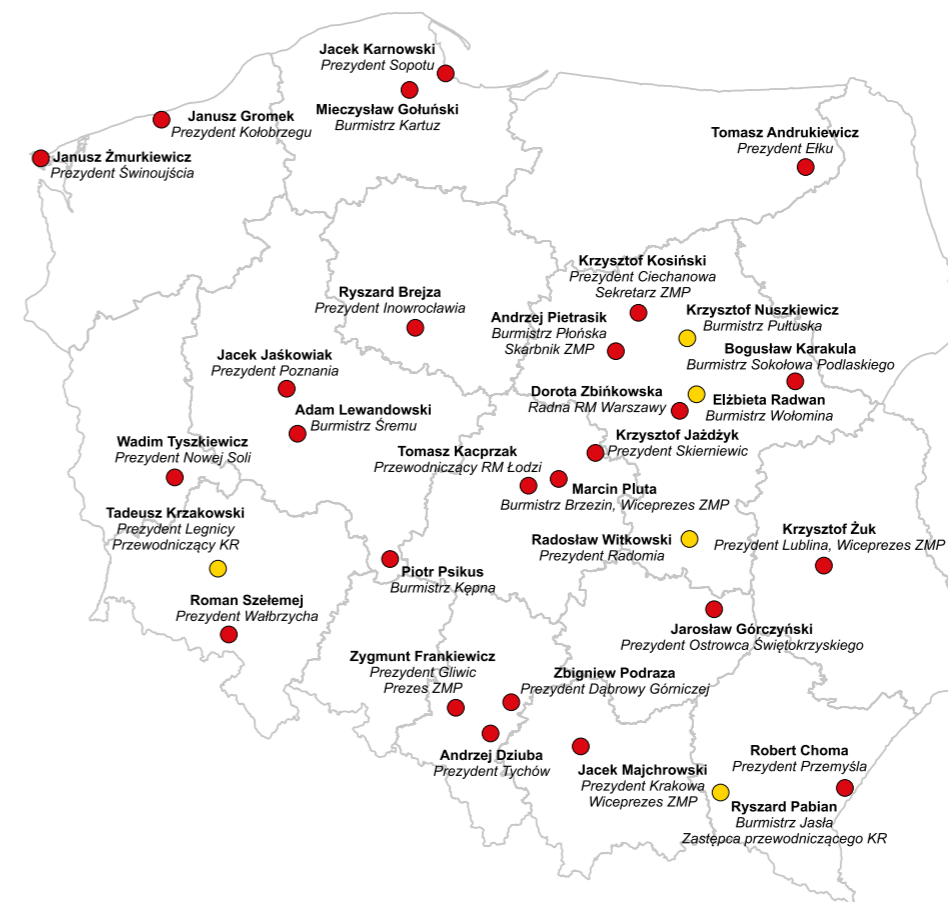 Jacek Karnowski
Prezydent Sopotu
Mieczysław Gołuński
Burmistrz Kartuz
Janusz Gromek
Prezydent Kołobrzegu
Janusz Żmurkiewicz
Prezydent Świnoujścia
Tomasz Andrukiewicz
Prezydent Ełku
Krzysztof Kosiński
Prezydent Ciechanowa
Sekretarz ZMP
Ryszard Brejza
Prezydent Inowrocławia
Andrzej Pietrasik
Burmistrz Płońska
Skarbnik ZMP
Krzysztof Nuszkiewicz
Burmistrz Pułtuska
Bogusław Karakula
Burmistrz Sokołowa Podlaskiego
Jacek Jaśkowiak
Prezydent Poznania
Dorota Zbińkowska
Radna RM Warszawy
Elżbieta Radwan
Burmistrz Wołomina
Adam Lewandowski
Burmistrz Śremu
Krzysztof Jażdżyk
Prezydent Skierniewic
Wadim Tyszkiewicz
Prezydent Nowej Soli
Tomasz Kacprzak
Przewodniczący RM Łodzi
Marcin Pluta
Burmistrz Brzezin, Wiceprezes ZMP
Tadeusz Krzakowski
Prezydent Legnicy
Przewodniczący KR
Radosław Witkowski
Prezydent Radomia
Krzysztof Żuk
Prezydent Lublina, Wiceprezes ZMP
Piotr Psikus
Burmistrz Kępna
Roman Szełemej
Prezydent Wałbrzycha
Jarosław Górczyński
Prezydent Ostrowca Świętokrzyskiego
Zygmunt Frankiewicz
Prezydent Gliwic
Prezes ZMP
Zbigniew Podraza
Prezydent Dąbrowy Górniczej
Andrzej Dziuba
Prezydent Tychów
Jacek Majchrowski
Prezydent Krakowa
Wiceprezes ZMP
Robert Choma
Prezydent Przemyśla
Ryszard Pabian
Burmistrz Jasła
Zastępca przewodniczącego KR